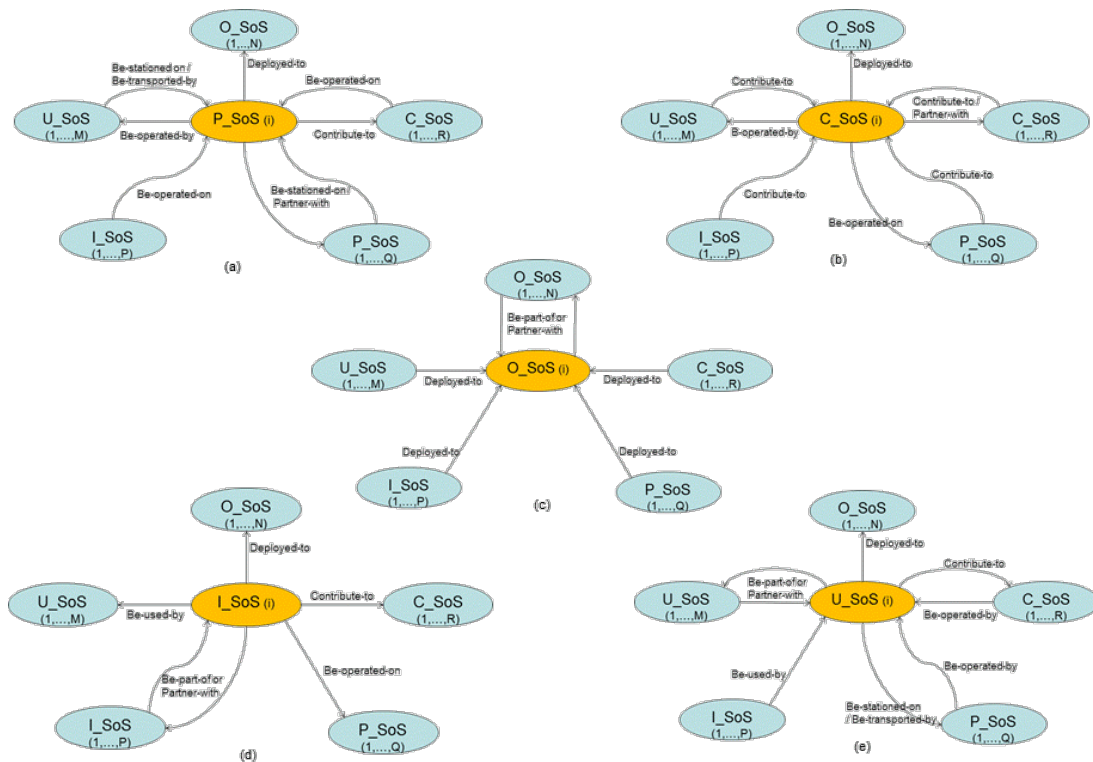 O_SoS
(1,...,N)
Be-stationed on /
Be-transported-by
Deployed-to
Be-operated-on
U_SoS
(1,...,M)
P_SoS (i)
C_SoS
(1,...,R)
Be-operated-by
Contribute-to
Be-operated-on
Be-stationed-on /
Partner-with
I_SoS
(1,...,P)
P_SoS
(1,...,Q)
(a)
O_SoS
(1,...,N)
Contribute-to
Deployed-to
Contribute-to /
Partner-with
U_SoS
(1,...,M)
C_SoS (i)
C_SoS
(1,...,R)
B-operated-by
Contribute-to
Contribute-to
Be-operated-on
I_SoS
(1,...,P)
P_SoS
(1,...,Q)
(b)
O_SoS
(1,...,N)
Be-part-of or
Partner-with
U_SoS
(1,...,M)
O_SoS (i)
C_SoS
(1,...,R)
Deployed-to
Deployed-to
Deployed-to
Deployed-to
I_SoS
(1,...,P)
P_SoS
(1,...,Q)
(c)
O_SoS
(1,...,N)
Deployed-to
U_SoS
(1,...,M)
I_SoS (i)
Contribute-to
C_SoS
(1,...,R)
Be-used-by
Be-part-of or
Partner-with
Be-operated-on
I_SoS
(1,...,P)
P_SoS
(1,...,Q)
(d)
O_SoS
(1,...,N)
Deployed-to
Contribute-to
Be-part-of or
Partner-with
U_SoS
(1,...,M)
U_SoS (i)
C_SoS
(1,...,R)
Be-operated-by
Be-used-by
Be-operated-by
Be-stationed-on
// Be-transported-by
I_SoS
(1,...,P)
P_SoS
(1,...,Q)
(e)